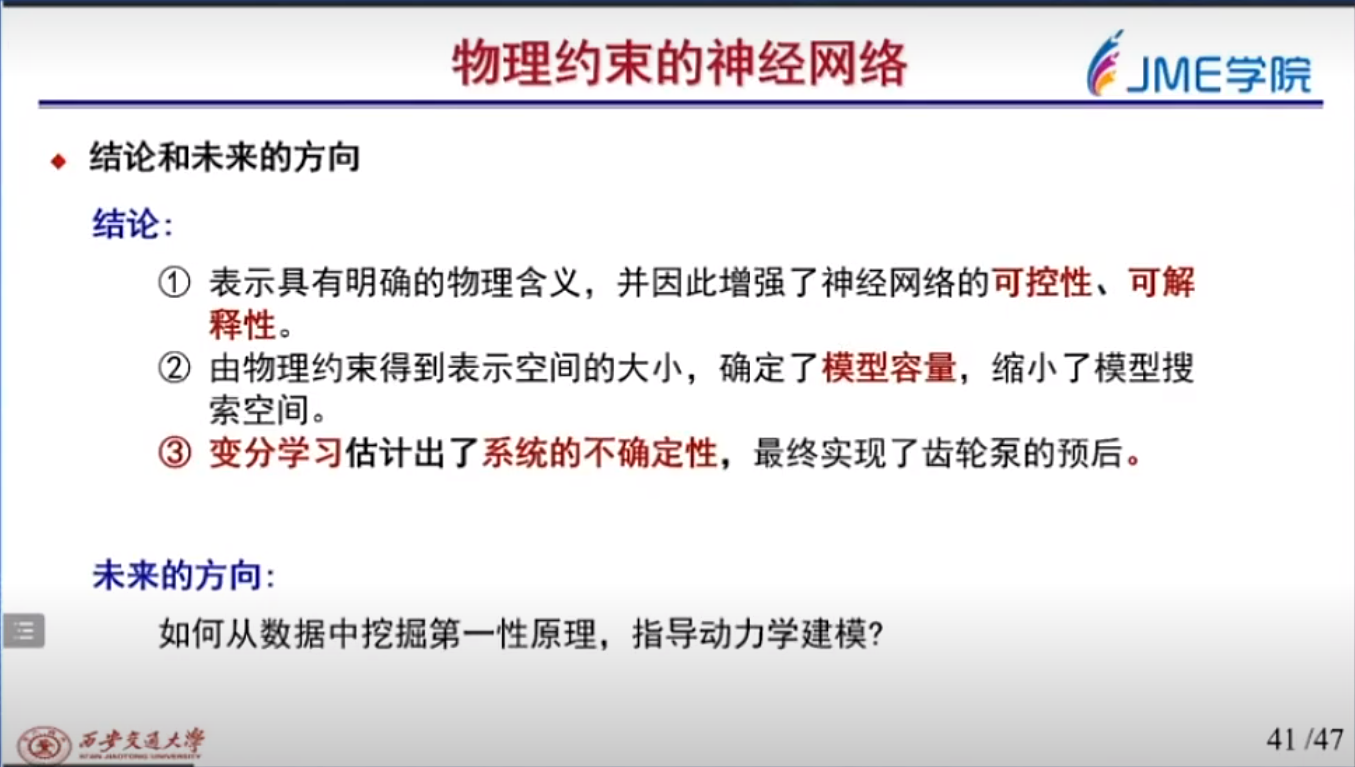 物理约束的神经网络
JME学院
结论和未来的方向
结论:
① 表示具有明确的物理含义，并因此增强了神经网络的可控性、可解
释性。
② 由物理约束得到表示空间的大小，确定了模型容量，缩小了模型搜
索空间。
③ 变分学习估计出了系统的不确定性，最终实现了齿轮泵的预后。
未来的方向:
如何从数据中挖掘第一性原理，指导动力学建模?
西安交通大学
XI'AN JIAOTONG UNIVERSITY
41 /47